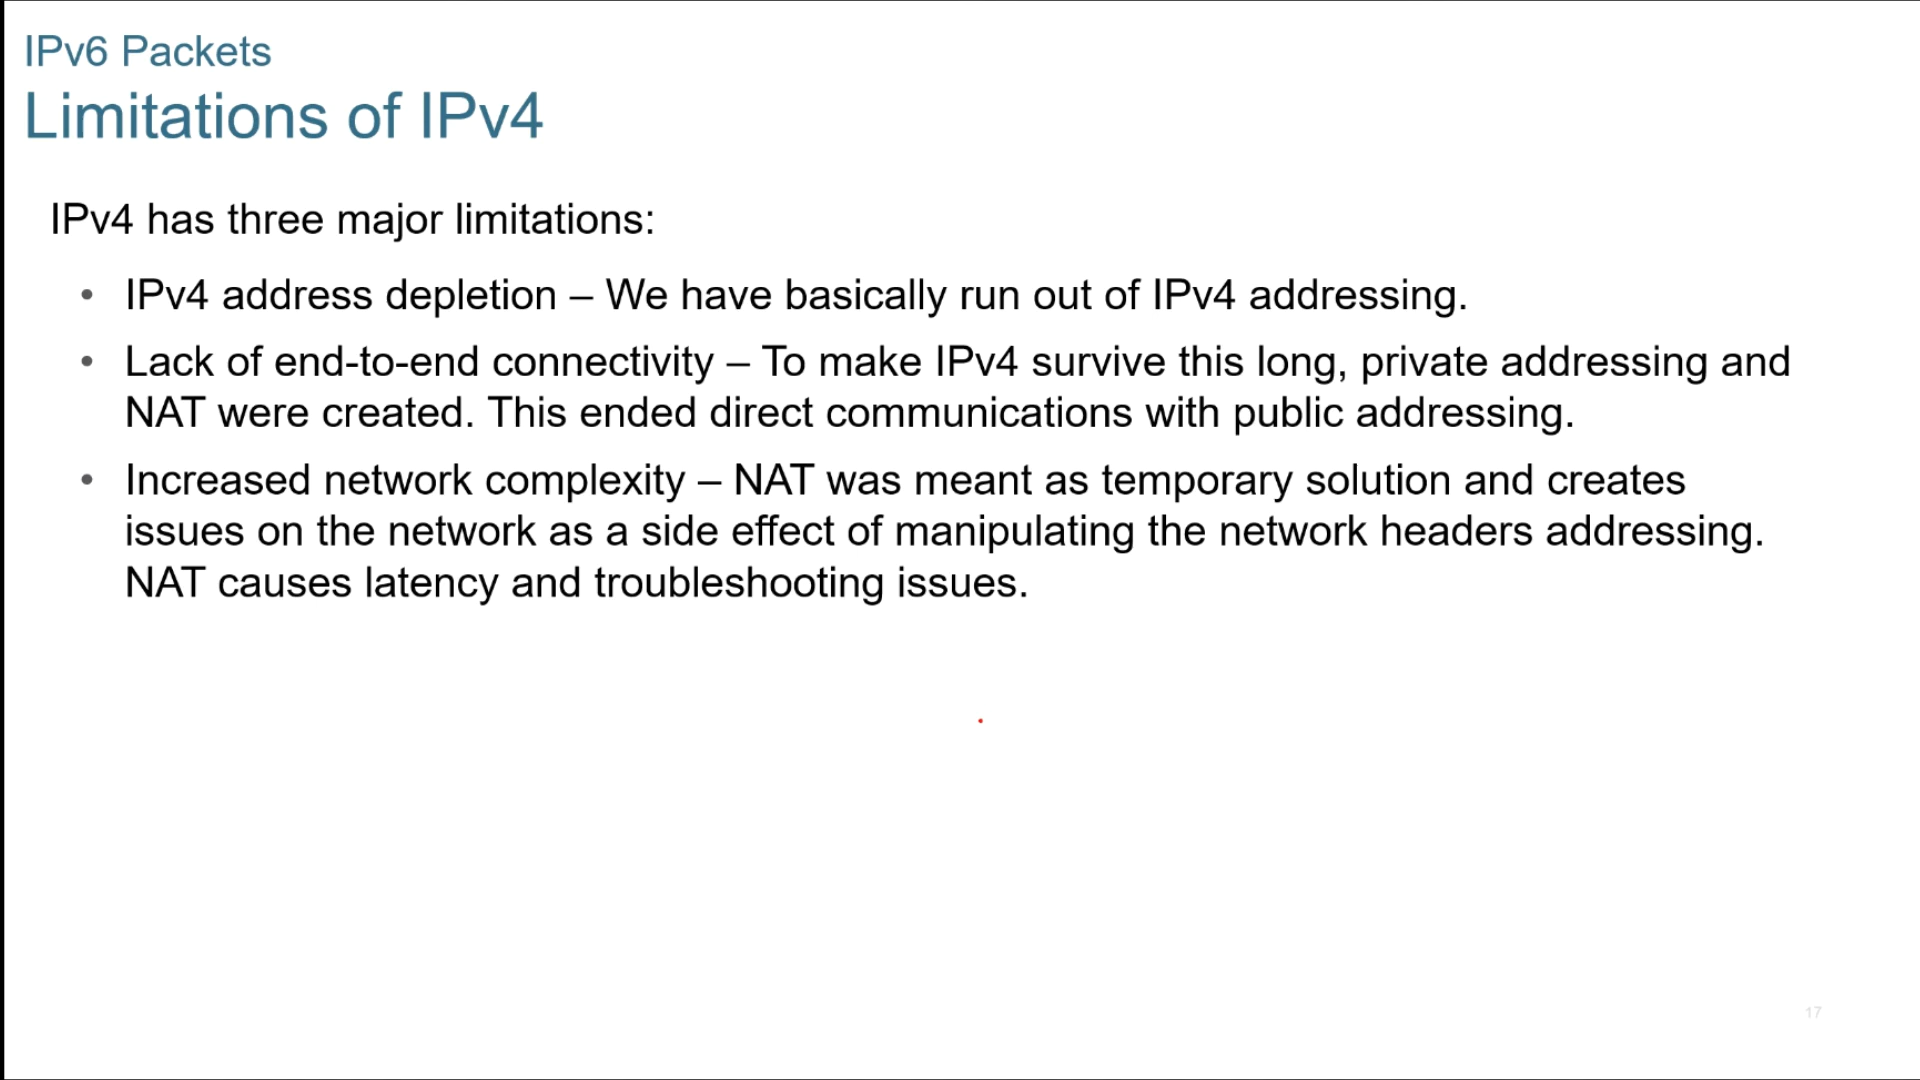 IPv6 Packets
Limitations of IPv4
IPv4 has three major limitations:
• IPv4 address depletion – We have basically run out of IPv4 addressing.
• Lack of end-to-end connectivity – To make IPv4 survive this long, private addressing and
NAT were created. This ended direct communications with public addressing.
• Increased network complexity – NAT was meant as temporary solution and creates
issues on the network as a side effect of manipulating the network headers addressing.
NAT causes latency and troubleshooting issues.
17